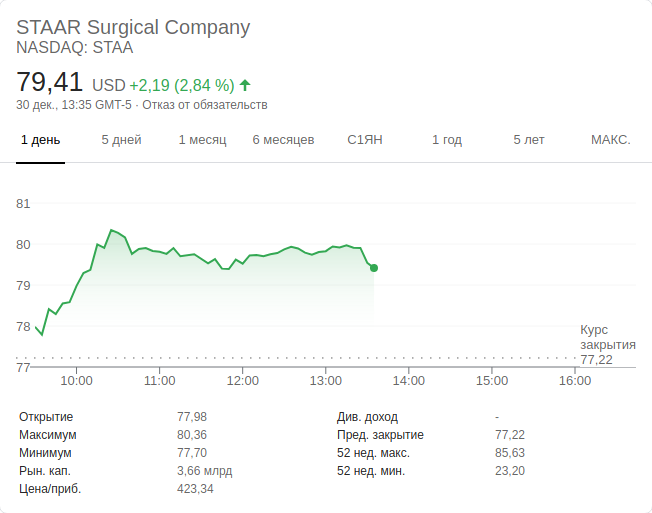 STAAR Surgical Company
NASDAQ: STAA
79,41 USD +2,19 (2,84 %)
30 дек., 13:35 GMT-5 · Отказ от обязательств
1 день 5 дней 1 месяц 6 месяцев С1ЯН 1 год 5 лет МАКС.
81
80
79
78
Курс
закрытия
77,22
77
10:00 11:00 12:00 13:00 14:00 15:00 16:00
Открытие 77,98 Див. доход -
Максимум 80,36 Пред. закрытие 77,22
Минимум 77,70 52 нед. макс. 85,63
Рын. кап. 3,66 млрд 52 нед. мин. 23,20
Цена/приб. 423,34